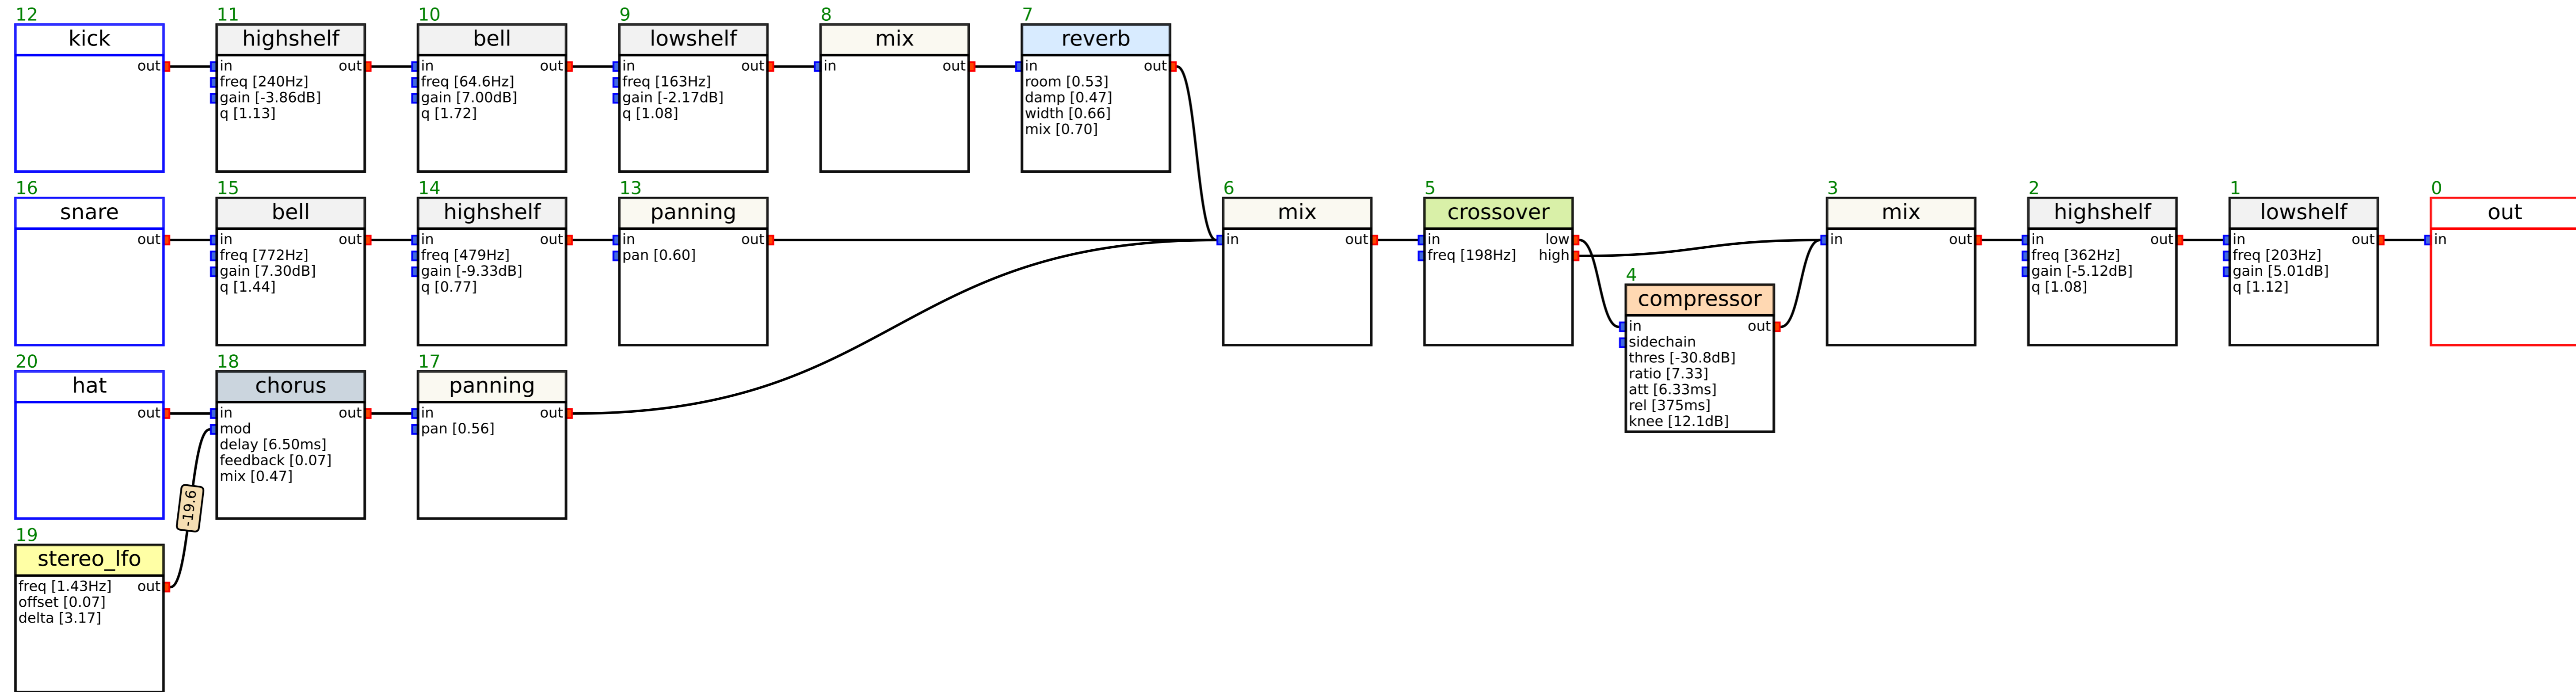 12
kick
out
11
highshelf
in out
freq [240Hz]
gain [-3.86dB]
q [1.13]
10
bell
in out
freq [64.6Hz]
gain [7.00dB]
q [1.72]
9
lowshelf
in out
freq [163Hz]
gain [-2.17dB]
q [1.08]
8
mix
in out
7
reverb
in out
room [0.53]
damp [0.47]
width [0.66]
mix [0.70]
16
snare
out
15
bell
in out
freq [772Hz]
gain [7.30dB]
q [1.44]
14
highshelf
in out
freq [479Hz]
gain [-9.33dB]
q [0.77]
13
panning
in out
pan [0.60]
6
mix
in out
5
crossover
in low
freq [198Hz] high
4
compressor
in out
sidechain
thres [-30.8dB]
ratio [7.33]
att [6.33ms]
rel [375ms]
knee [12.1dB]
3
mix
in out
2
highshelf
in out
freq [362Hz]
gain [-5.12dB]
q [1.08]
1
lowshelf
in out
freq [203Hz]
gain [5.01dB]
q [1.12]
0
out
in
20
hat
out
18
chorus
in out
mod
delay [6.50ms]
feedback [0.07]
mix [0.47]
17
panning
in out
pan [0.56]
-19.6
19
stereo_lfo
freq [1.43Hz] out
offset [0.07]
delta [3.17]